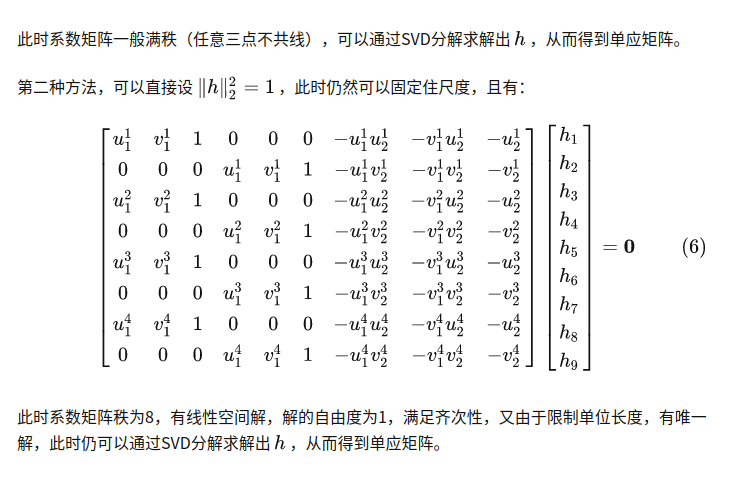 此时系数矩阵一般满秩（任意三点不共线），可以通过SVD分解求解出 $h$ ，从而得到单应矩阵。
第二种方法，可以直接设 $\|h\|_2^2 = 1$ ，此时仍然可以固定住尺度，且有：
$$\begin{bmatrix} u_1^1 & v_1^1 & 1 & 0 & 0 & 0 & -u_1^1u_2^1 & -v_1^1u_2^1 & -u_2^1 \\ 0 & 0 & 0 & u_1^1 & v_1^1 & 1 & -u_1^1v_2^1 & -v_1^1v_2^1 & -v_2^1 \\ u_1^2 & v_1^2 & 1 & 0 & 0 & 0 & -u_1^2u_2^2 & -v_1^2u_2^2 & -u_2^2 \\ 0 & 0 & 0 & u_1^2 & v_1^2 & 1 & -u_1^2v_2^2 & -v_1^2v_2^2 & -v_2^2 \\ u_1^3 & v_1^3 & 1 & 0 & 0 & 0 & -u_1^3u_2^3 & -v_1^3u_2^3 & -u_2^3 \\ 0 & 0 & 0 & u_1^3 & v_1^3 & 1 & -u_1^3v_2^3 & -v_1^3v_2^3 & -v_2^3 \\ u_1^4 & v_1^4 & 1 & 0 & 0 & 0 & -u_1^4u_2^4 & -v_1^4u_2^4 & -u_2^4 \\ 0 & 0 & 0 & u_1^4 & v_1^4 & 1 & -u_1^4v_2^4 & -v_1^4v_2^4 & -v_2^4 \end{bmatrix} \begin{bmatrix} h_1 \\ h_2 \\ h_3 \\ h_4 \\ h_5 \\ h_6 \\ h_7 \\ h_8 \\ h_9 \end{bmatrix} = \mathbf{0} \quad (6)$$
此时系数矩阵秩为8，有线性空间解，解的自由度为1，满足齐次性，又由于限制单位长度，有唯一
解，此时仍可以通过SVD分解求解出 $h$ ，从而得到单应矩阵。